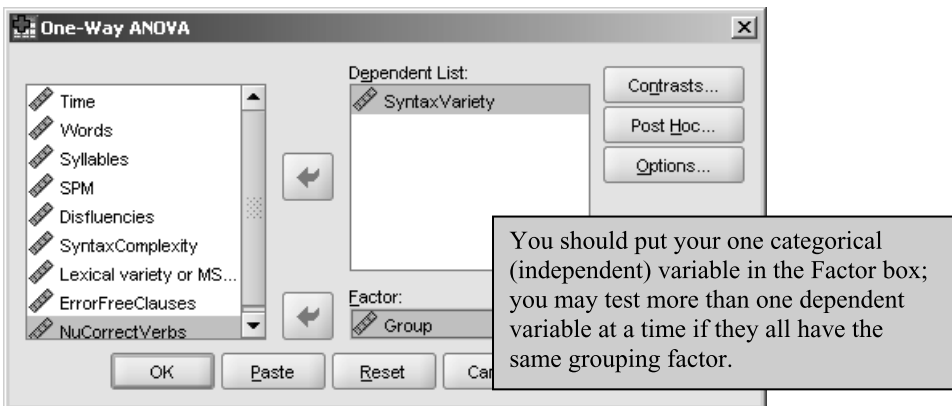 One-Way ANOVA
Time
Words
Syllables
SPM
Disfluencies
SyntaxComplexity
Lexical variety or MS...
ErrorFreeClauses
NuCorrectVerbs
Dependent List:
SyntaxVariety
Factor:
Group
Contrasts...
Post Hoc...
Options...
OK
Paste
Reset
Can
You should put your one categorical
(independent) variable in the Factor box;
you may test more than one dependent
variable at a time if they all have the
same grouping factor.